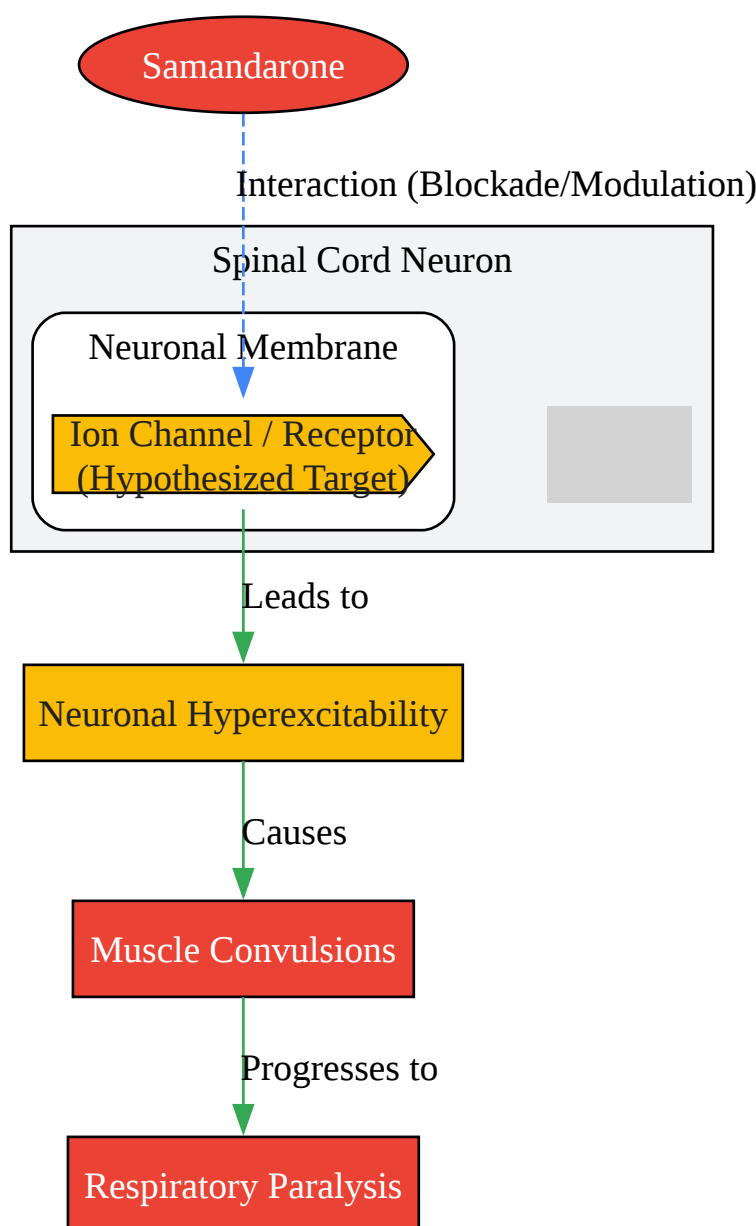 Samandarone
Interaction (Blockade/Modulation)
Spinal Cord Neuron
Neuronal Membrane
Ion Channel / Receptor
(Hypothesized Target)
Leads to
Neuronal Hyperexcitability
Causes
Muscle Convulsions
Progresses to
Respiratory Paralysis